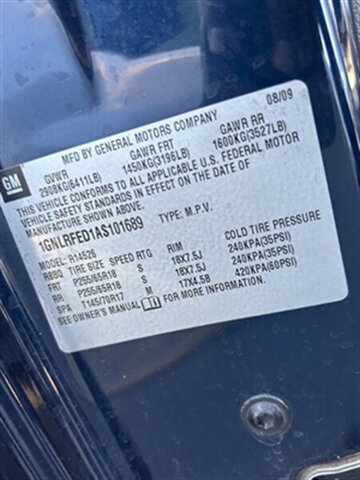 GM
MFD BY GENERAL MOTORS COMPANY
08/09
GVWR GAWR FRT GAWR RR
2908KG(6411LB) 1450KG(3196LB) 1600KG(3527LB)
THIS VEHICLE CONFORMS TO ALL APPLICABLE U.S. FEDERAL MOTOR
VEHICLE SAFETY STANDARDS IN EFFECT ON THE DATE OF MANUFACTURE
SHOWN ABOVE.
1GNLRFED1AS101689 TYPE: M.P.V.
MODEL: R14526
RBBO TIRE SIZE SPEED RTG RIM COLD TIRE PRESSURE
FRT P255/65R18 S 18X7.5J 240KPA(35PSI)
RR P255/65R18 S 18X7.5J 240KPA(35PSI)
SPA T145/70R17 M 17X4.5B 420KPA(60PSI)
SEE OWNER'S MANUAL FOR MORE INFORMATION.